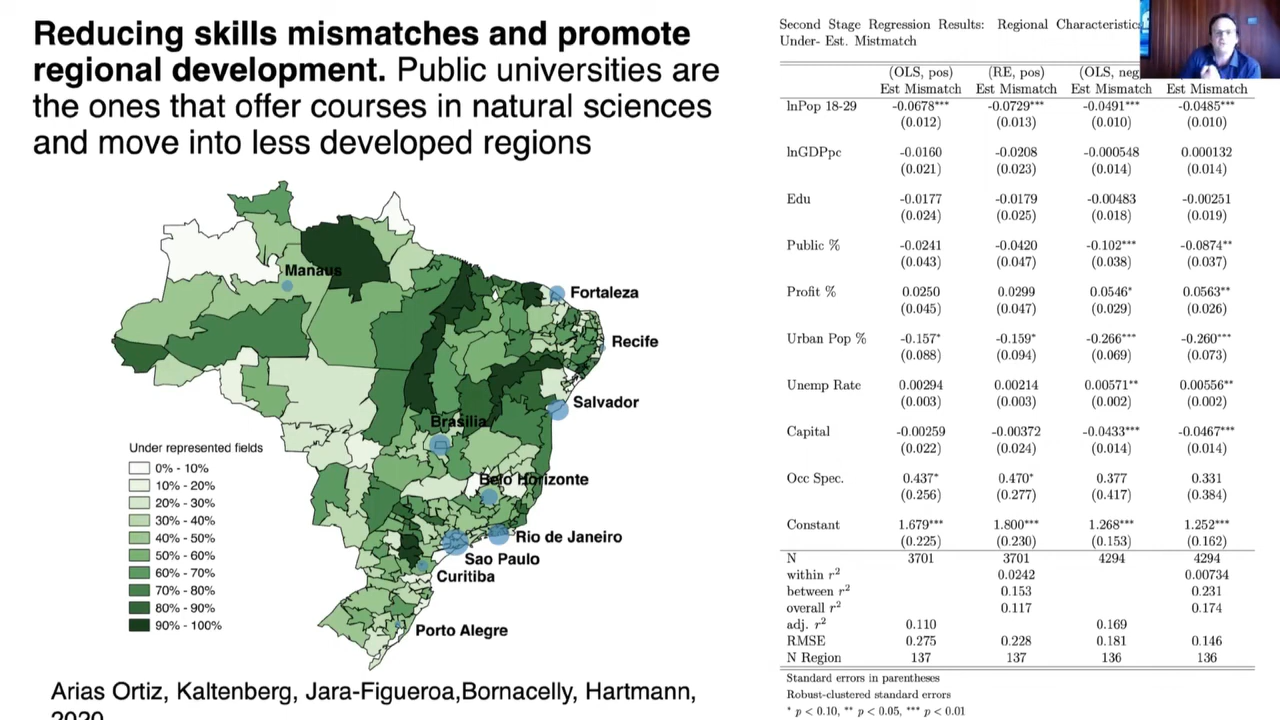 Reducing skills mismatches and promote
regional development. Public universities are
the ones that offer courses in natural sciences
and move into less developed regions
Manaus
Fortaleza
Recife
Salvador
Brasilia
Belo Horizonte
Rio de Janeiro
Sao Paulo
Curitiba
Porto Alegre
Under represented fields
0% - 10%
10% - 20%
20% - 30%
30% - 40%
40% - 50%
50% - 60%
60% - 70%
70% - 80%
80% - 90%
90% - 100%
Arias Ortiz, Kaltenberg, Jara-Figueroa,Bornacelly, Hartmann,
2020
Second Stage Regression Results: Regional Characteristics
Under- Est. Mistmatch
(OLS, pos) (RE, pos) (OLS, neg
Est Mismatch Est Mismatch Est Mismatch Est Mismatch
lnPop 18-29 -0.0678*** -0.0729*** -0.0491*** -0.0485***
(0.012) (0.013) (0.010) (0.010)
lnGDPpc -0.0160 -0.0208 -0.000548 0.000132
(0.021) (0.023) (0.014) (0.014)
Edu -0.0177 -0.0179 -0.00483 -0.00251
(0.024) (0.025) (0.018) (0.019)
Public % -0.0241 -0.0420 -0.102*** -0.0874**
(0.043) (0.047) (0.038) (0.037)
Profit % 0.0250 0.0299 0.0546* 0.0563**
(0.045) (0.047) (0.029) (0.026)
Urban Pop % -0.157* -0.159* -0.266*** -0.260***
(0.088) (0.094) (0.069) (0.073)
Unemp Rate 0.00294 0.00214 0.00571** 0.00556**
(0.003) (0.003) (0.002) (0.002)
Capital -0.00259 -0.00372 -0.0433*** -0.0467***
(0.022) (0.024) (0.014) (0.014)
Occ Spec. 0.437* 0.470* 0.377 0.331
(0.256) (0.277) (0.417) (0.384)
Constant 1.679*** 1.800*** 1.268*** 1.252***
(0.225) (0.230) (0.153) (0.162)
N 3701 3701 4294 4294
within r² 0.0242 0.00734
between r² 0.153 0.231
overall r² 0.117 0.174
adj. r² 0.110 0.169
RMSE 0.275 0.228 0.181 0.146
N Region 137 137 136 136
Standard errors in parentheses
Robust-clustered standard errors
* p < 0.10, ** p < 0.05, *** p < 0.01